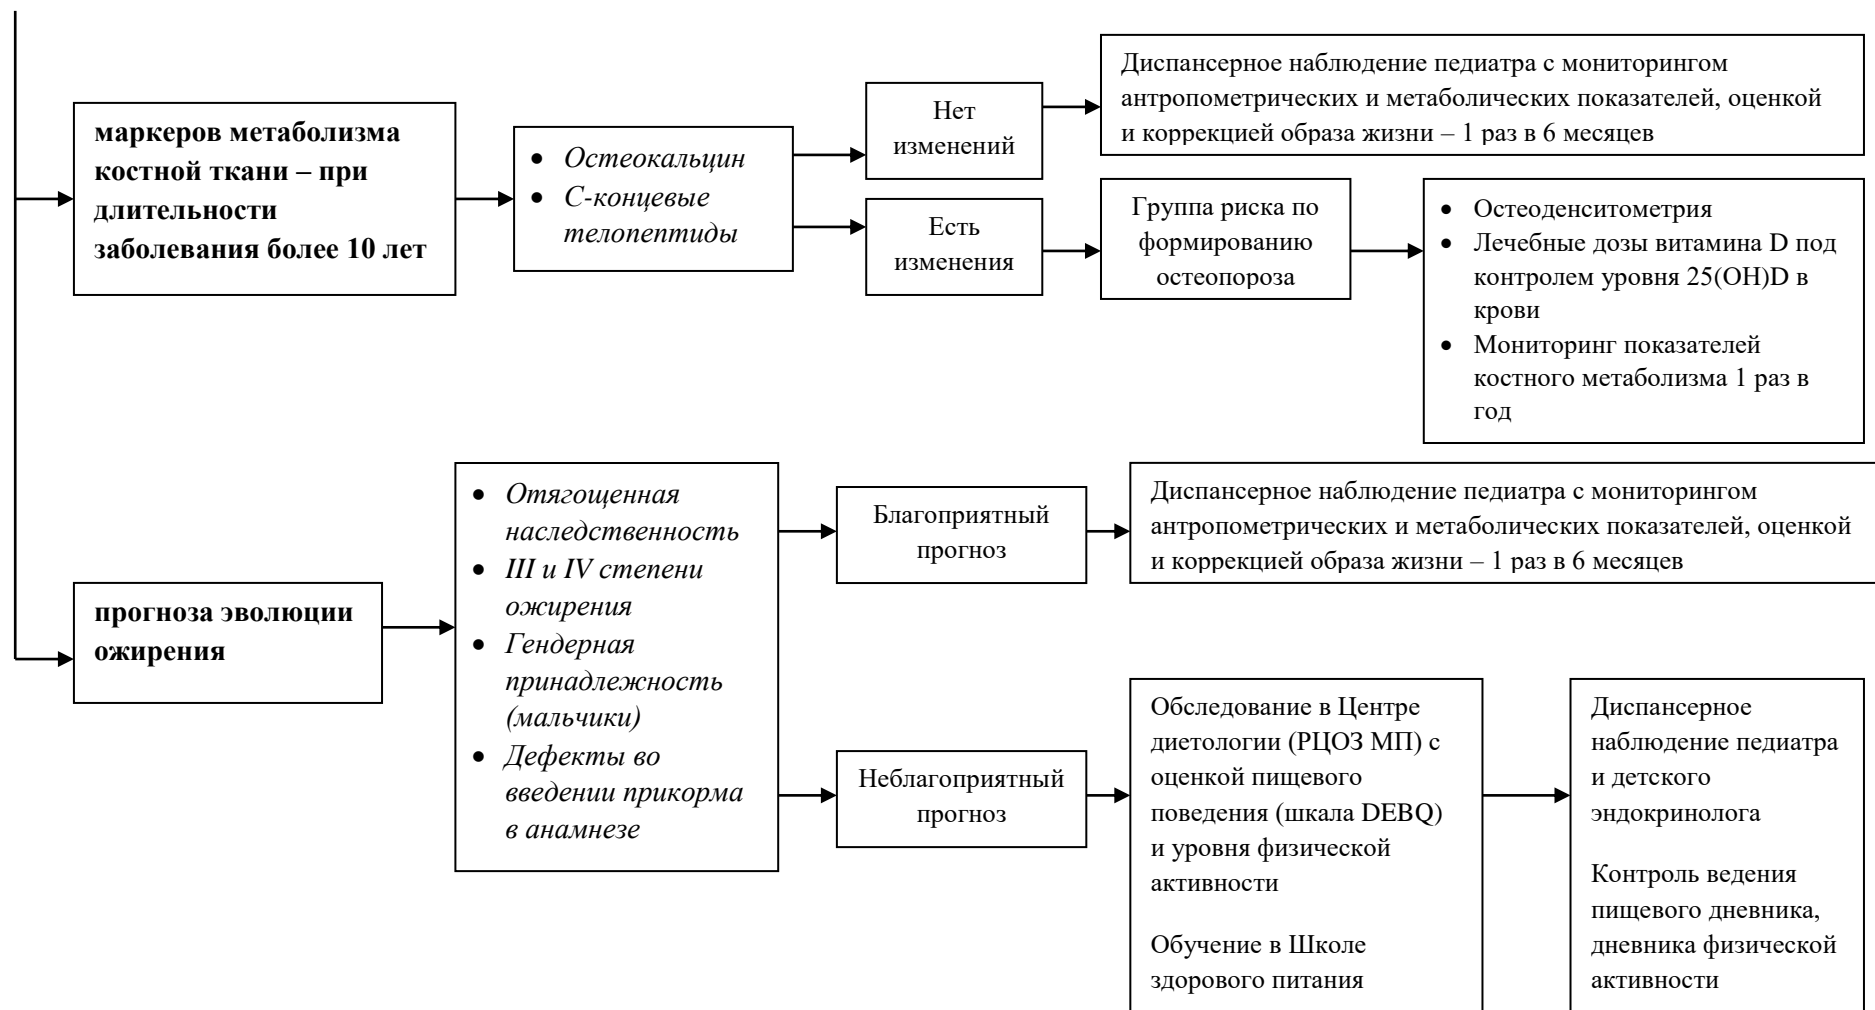 маркеров метаболизма
костной ткани – при
длительности
заболевания более 10 лет
• Остеокальцин
• С-концевые
телопептиды
Нет
изменений
Диспансерное наблюдение педиатра с мониторингом
антропометрических и метаболических показателей, оценкой
и коррекцией образа жизни – 1 раз в 6 месяцев
Есть
изменения
Группа риска по
формированию
остеопороза
• Остеоденситометрия
• Лечебные дозы витамина D под
контролем уровня 25(OH)D в
крови
• Мониторинг показателей
костного метаболизма 1 раз в
год
прогноза эволюции
ожирения
• Отягощенная
наследственность
• III и IV степени
ожирения
• Гендерная
принадлежность
(мальчики)
• Дефекты во
введении прикорма
в анамнезе
Благоприятный
прогноз
Диспансерное наблюдение педиатра с мониторингом
антропометрических и метаболических показателей, оценкой
и коррекцией образа жизни – 1 раз в 6 месяцев
Неблагоприятный
прогноз
Обследование в Центре
диетологии (РЦОЗ МП) с
оценкой пищевого
поведения (шкала DEBQ)
и уровня физической
активности
Обучение в Школе
здорового питания
Диспансерное
наблюдение педиатра
и детского
эндокринолога
Контроль ведения
пищевого дневника,
дневника физической
активности